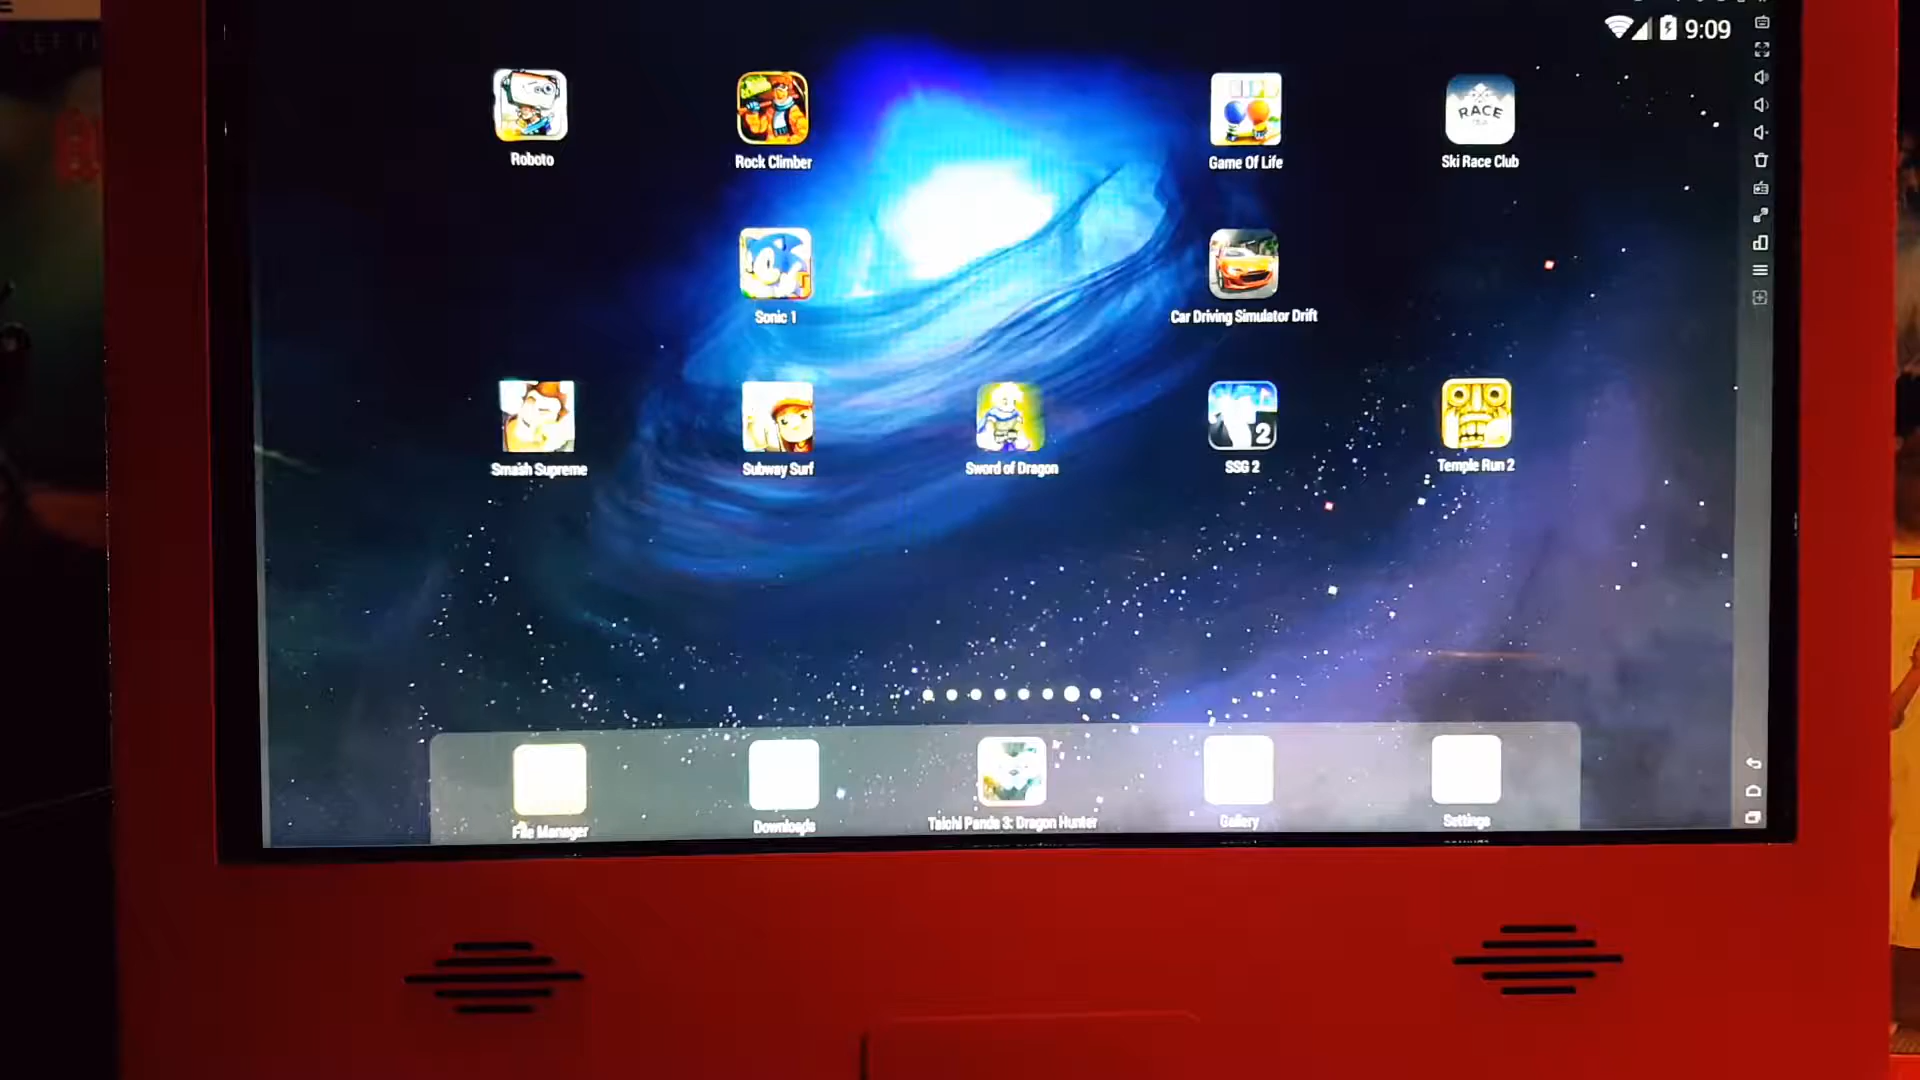 9:09
RACE
Roboto
Rock Climber
Game Of Life
Ski Race Club
Sonic 1
Car Driving Simulator Drift
2
Smash Supreme
Subway Surf
Sword of Dragon
SSG 2
Temple Run 2
File Manager
Downloads
Taichi Panda 3: Dragon Hunter
Gallery
Settings